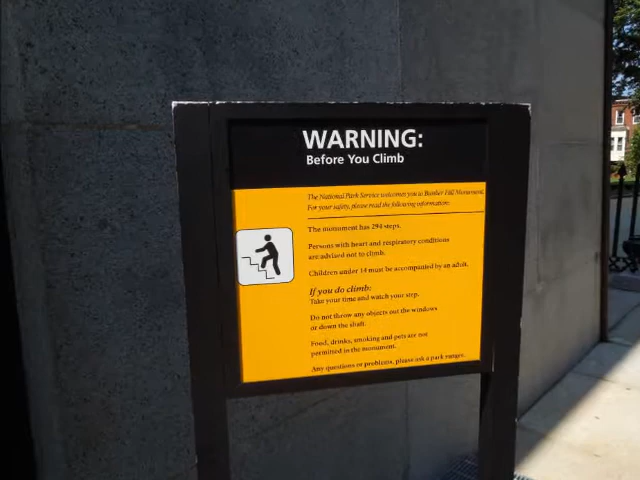 WARNING:
Before You Climb
The National Park Service welcomes you to Bunker Hill Monument.
For your safety, please read the following information:
The monument has 294 steps.
Persons with heart and respiratory conditions
are advised not to climb.
Children under 14 must be accompanied by an adult.
If you do climb:
Take your time and watch your step.
Do not throw any objects out the windows
or down the shaft.
Food, drinks, smoking and pets are not
permitted in the monument.
Any questions or problems, please ask a park ranger.